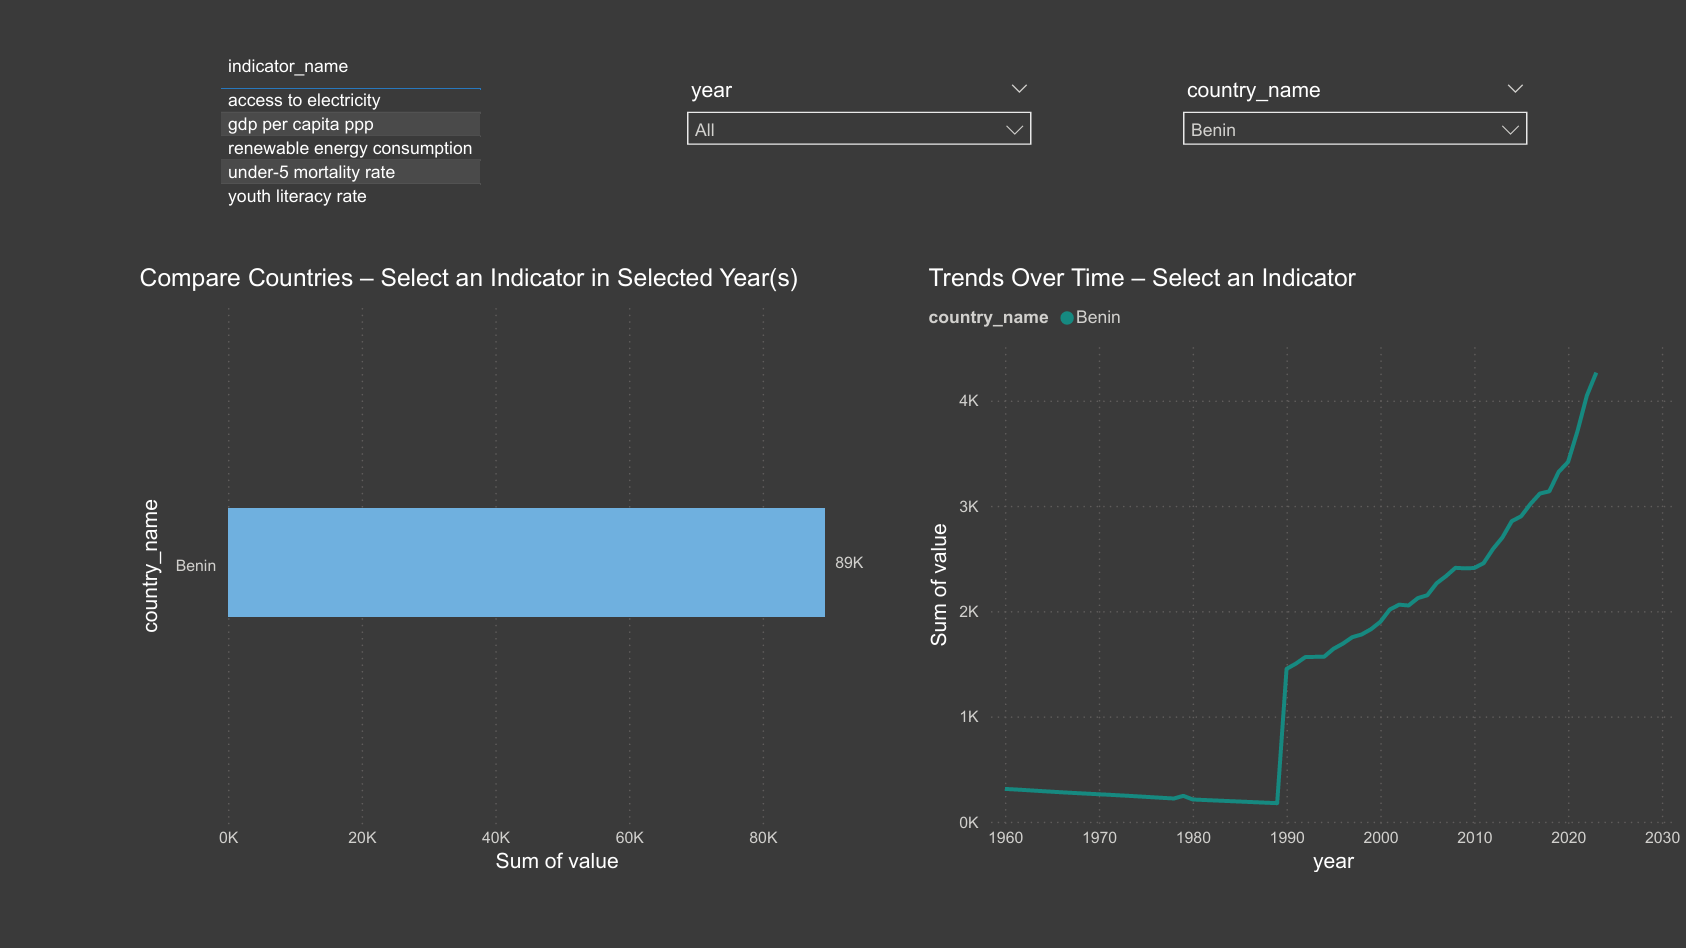 indicator_name
access to electricity
gdp per capita ppp
renewable energy consumption
under-5 mortality rate
youth literacy rate
year
All
country_name
Benin
Compare Countries – Select an Indicator in Selected Year(s)
country_name
Benin
89K
0K 20K 40K 60K 80K
Sum of value
Trends Over Time – Select an Indicator
country_name Benin
Sum of value
4K
3K
2K
1K
0K
1960 1970 1980 1990 2000 2010 2020 2030
year